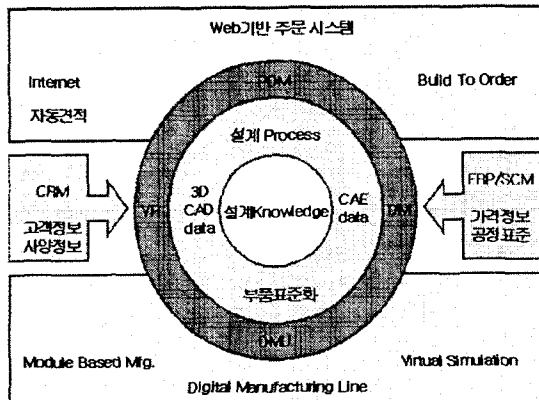 Web기반 주문 시스템
Internet
Build To Order
자동견적
PDM
설계 Process
CRM
고객정보
사양정보
VR
3D
CAD
data
설계Knowledge
CAE
data
DM
ERP/SCM
가격정보
공정표준
부품표준화
DMU
Module Based Mfg.
Virtual Simulation
Digital Manufacturing Line